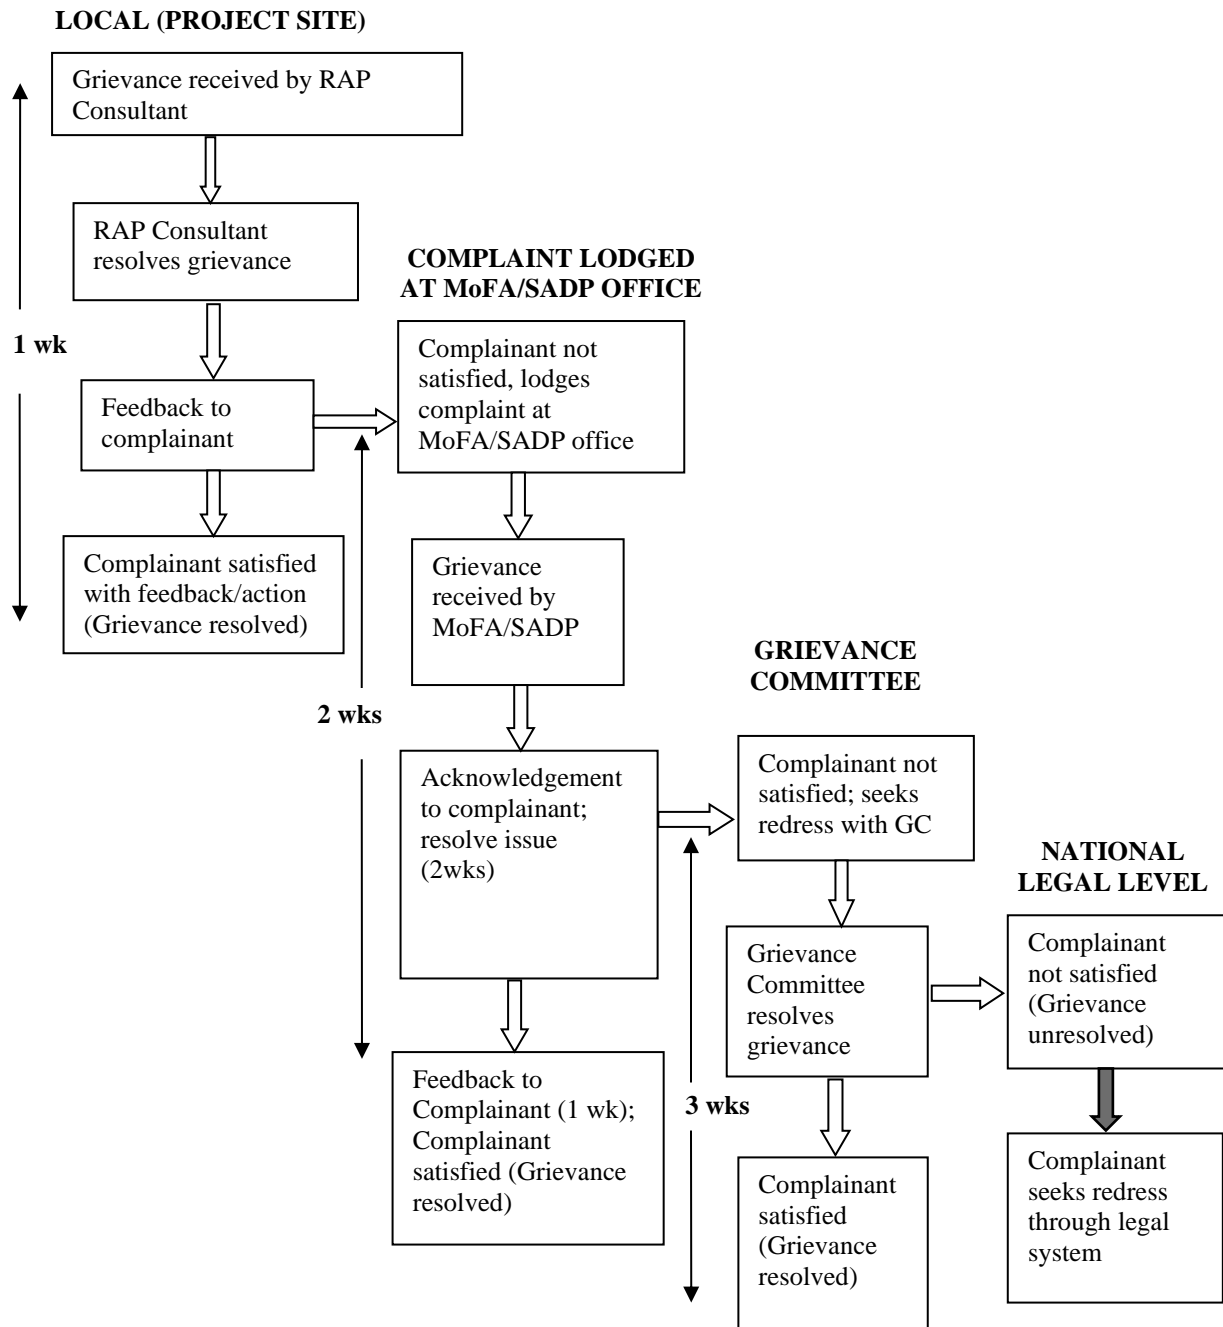 LOCAL (PROJECT SITE)
Grievance received by RAP
Consultant
RAP Consultant
resolves grievance
1 wk
Feedback to
complainant
Complainant satisfied
with feedback/action
(Grievance resolved)
COMPLAINT LODGED
AT MoFA/SADP OFFICE
Complainant not
satisfied, lodges
complaint at
MoFA/SADP office
Grievance
received by
MoFA/SADP
2 wks
Acknowledgement
to complainant;
resolve issue
(2wks)
Feedback to
Complainant (1 wk);
Complainant
satisfied (Grievance
resolved)
GRIEVANCE
COMMITTEE
Complainant not
satisfied; seeks
redress with GC
Grievance
Committee
resolves
grievance
3 wks
Complainant
satisfied
(Grievance
resolved)
NATIONAL
LEGAL LEVEL
Complainant
not satisfied
(Grievance
unresolved)
Complainant
seeks redress
through legal
system